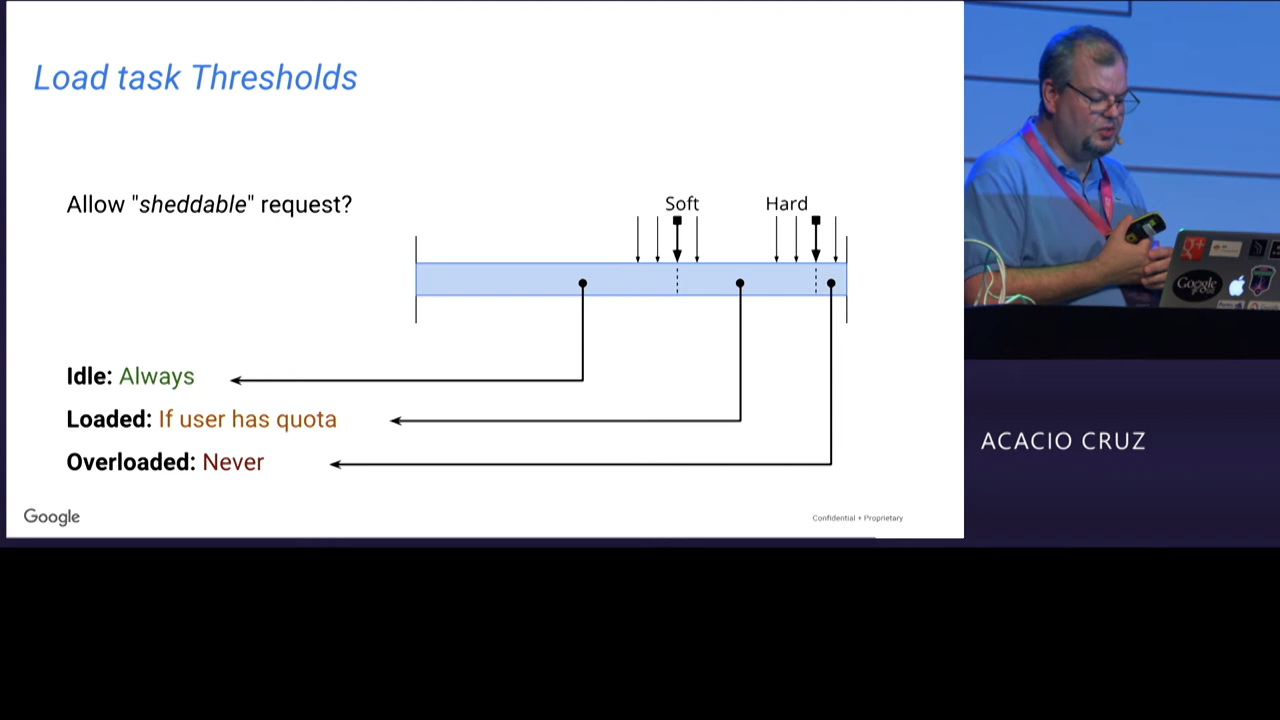 Load task Thresholds
Allow "sheddable" request?
Soft
Hard
Idle: Always
Loaded: If user has quota
Overloaded: Never
Google
Confidential + Proprietary
ACACIO CRUZ
Google
g+